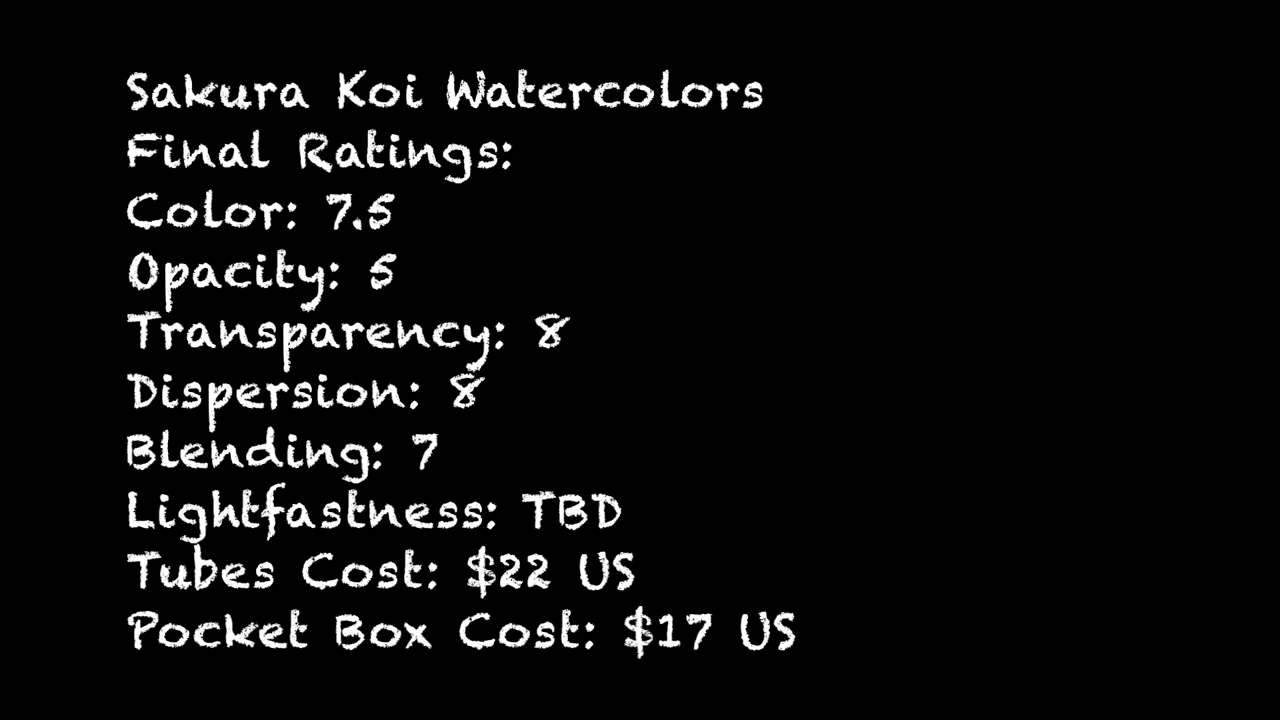 Sakura Koi Watercolors
Final Ratings:
Color: 7.5
Opacity: 5
Transparency: 8
Dispersion: 8
Blending: 7
Lightfastness: TBD
Tubes Cost: $22 US
Pocket Box Cost: $17 US